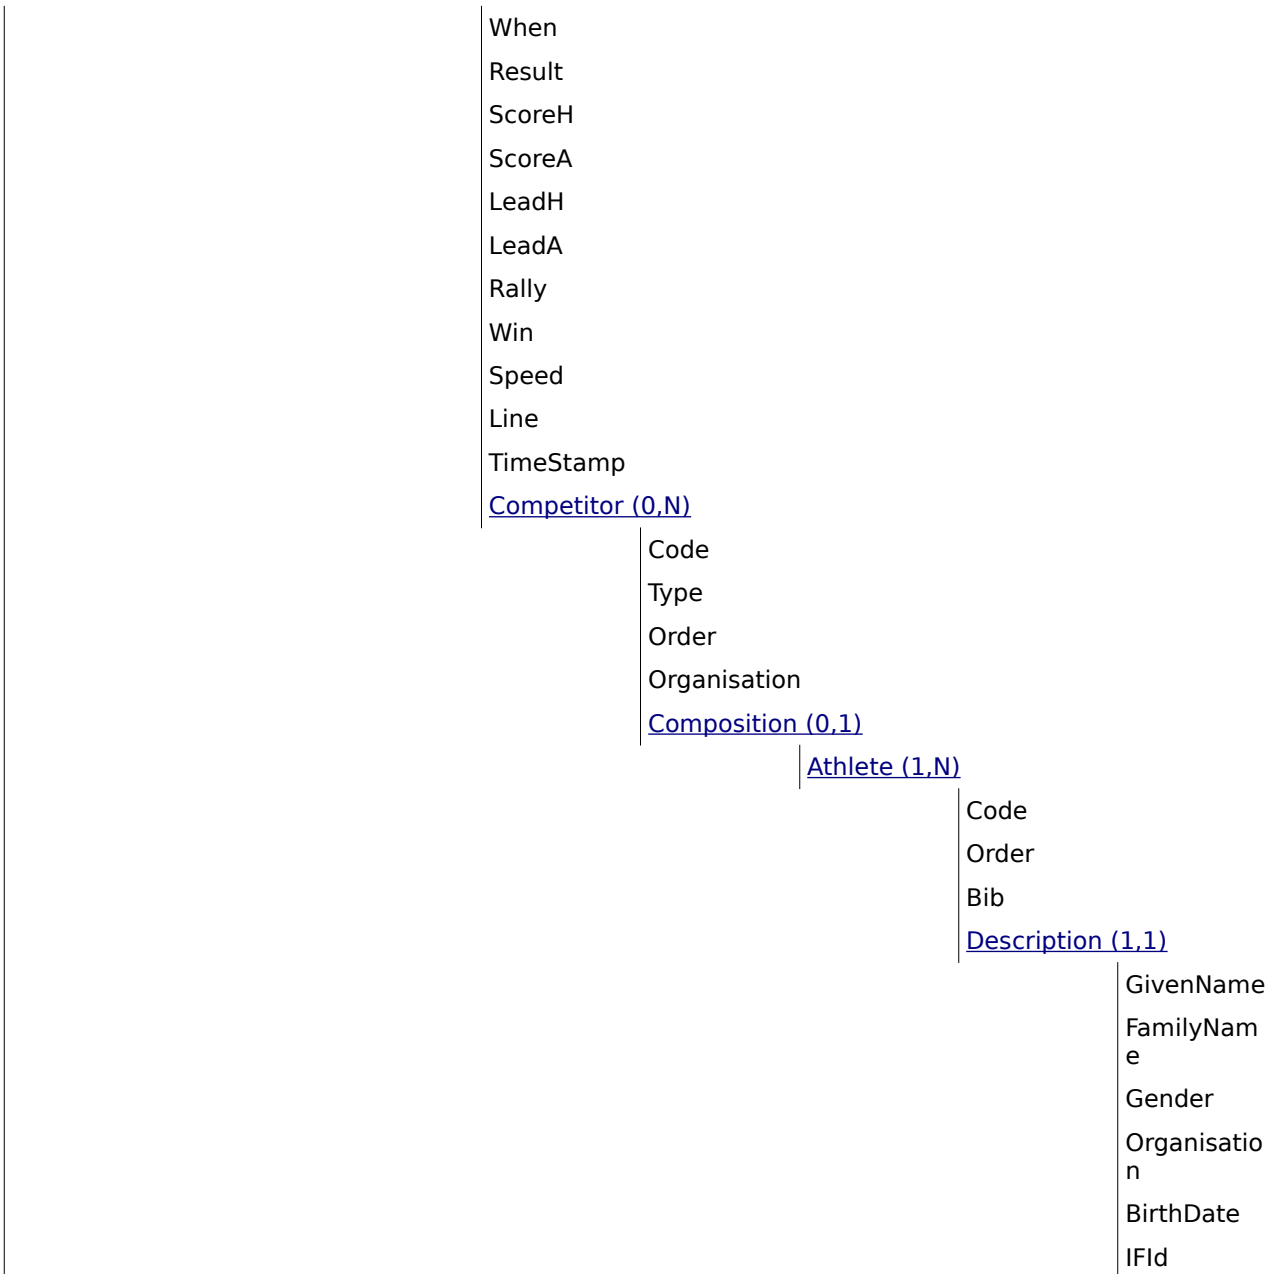 When
Result
ScoreH
ScoreA
LeadH
LeadA
Rally
Win
Speed
Line
TimeStamp
Competitor (0,N)
Code
Type
Order
Organisation
Composition (0,1)
Athlete (1,N)
Code
Order
Bib
Description (1,1)
GivenName
FamilyNam
e
Gender
Organisatio
n
BirthDate
IFId